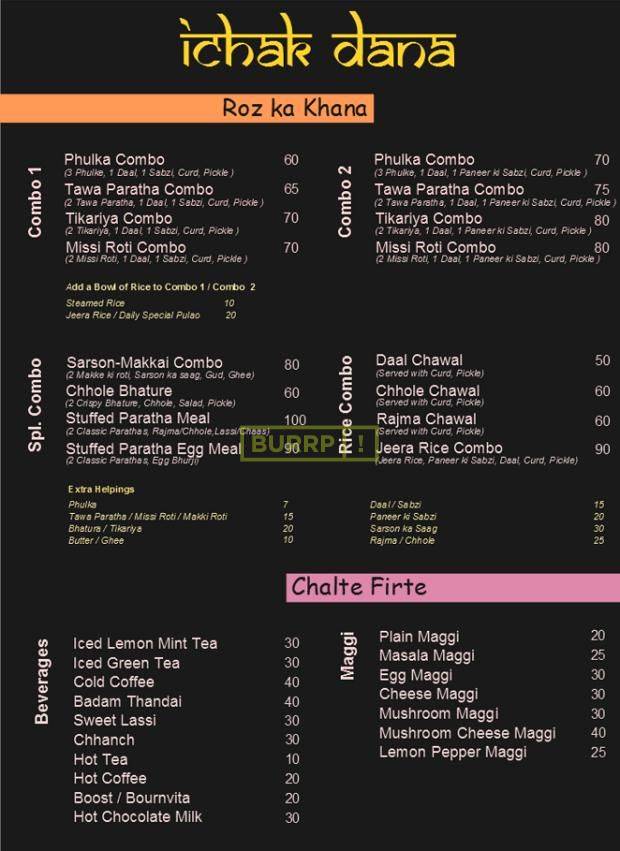 ichak dana
Roz ka Khana
Combo 1
Phulka Combo 60
(3 Phulke, 1 Daal, 1 Sabzi, Curd, Pickle )
Tawa Paratha Combo 65
(2 Tawa Paratha, 1 Daal, 1 Sabzi, Curd, Pickle )
Tikariya Combo 70
(2 Tikariya, 1 Daal, 1 Sabzi, Curd, Pickle )
Missi Roti Combo 70
(2 Missi Roti, 1 Daal, 1 Sabzi, Curd, Pickle )
Add a Bowl of Rice to Combo 1 / Combo 2
Steamed Rice 10
Jeera Rice / Daily Special Pulao 20
Combo 2
Phulka Combo 70
(3 Phulke, 1 Daal, 1 Paneer ki Sabzi, Curd, Pickle )
Tawa Paratha Combo 75
(2 Tawa Paratha, 1 Daal, 1 Paneer ki Sabzi, Curd, Pickle )
Tikariya Combo 80
(2 Tikariya, 1 Daal, 1 Paneer ki Sabzi, Curd, Pickle )
Missi Roti Combo 80
(2 Missi Roti, 1 Daal, 1 Paneer ki Sabzi, Curd, Pickle )
Spl. Combo
Sarson-Makkai Combo 80
(2 Makke ki roti, Sarson ka saag, Gud, Ghee)
Chhole Bhature 60
(2 Crispy Bhature, Chhole, Salad, Pickle)
Stuffed Paratha Meal 100
(2 Classic Parathas, Rajma/Chhole,Lassi/Chaas)
Stuffed Paratha Egg Meal 90
(2 Classic Parathas, Egg Bhurji)
BURRP !
Rice Combo
Daal Chawal 50
(Served with Curd, Pickle)
Chhole Chawal 60
(Served with Curd, Pickle)
Rajma Chawal 60
(Served with Curd, Pickle)
Jeera Rice Combo 90
(Jeera Rice, Paneer ki Sabzi, Daal, Curd, Pickle)
Extra Helpings
Phulka 7
Tawa Paratha / Missi Roti / Makki Roti 15
Bhatura / Tikariya 20
Butter / Ghee 10
Daal / Sabzi 15
Paneer ki Sabzi 20
Sarson ka Saag 30
Rajma / Chhole 25
Chalte Firte
Beverages
Iced Lemon Mint Tea 30
Iced Green Tea 30
Cold Coffee 40
Badam Thandai 40
Sweet Lassi 30
Chhanch 30
Hot Tea 10
Hot Coffee 20
Boost / Bournvita 20
Hot Chocolate Milk 30
Maggi
Plain Maggi 20
Masala Maggi 25
Egg Maggi 30
Cheese Maggi 30
Mushroom Maggi 30
Mushroom Cheese Maggi 40
Lemon Pepper Maggi 25